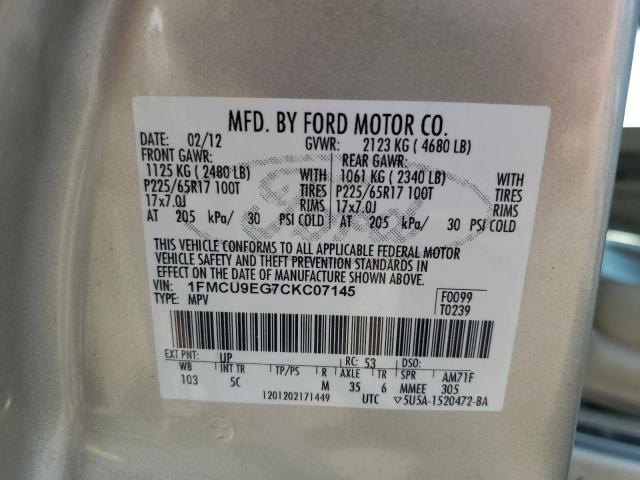 MFD. BY FORD MOTOR CO.
DATE: 02/12 GVWR: 2123 KG ( 4680 LB)
FRONT GAWR: REAR GAWR:
1125 KG ( 2480 LB) WITH 1061 KG ( 2340 LB) WITH
P225/65R17 100T TIRES P225/65R17 100T TIRES
17x7.0J RIMS 17x7.0J RIMS
AT 205 kPa/ 30 PSI COLD AT 205 kPa/ 30 PSI COLD
THIS VEHICLE CONFORMS TO ALL APPLICABLE FEDERAL MOTOR
VEHICLE SAFETY AND THEFT PREVENTION STANDARDS IN
EFFECT ON THE DATE OF MANUFACTURE SHOWN ABOVE.
VIN: 1FMCU9EG7CKC07145 F0099
TYPE: MPV T0239
EXT PNT: UP RC: 53 DSO:
WB INT TR TP/PS R AXLE TR SPR AM71F
103 5C M 35 6 MMEE 305
1201202171449 UTC ▽5U5A-1520472-BA